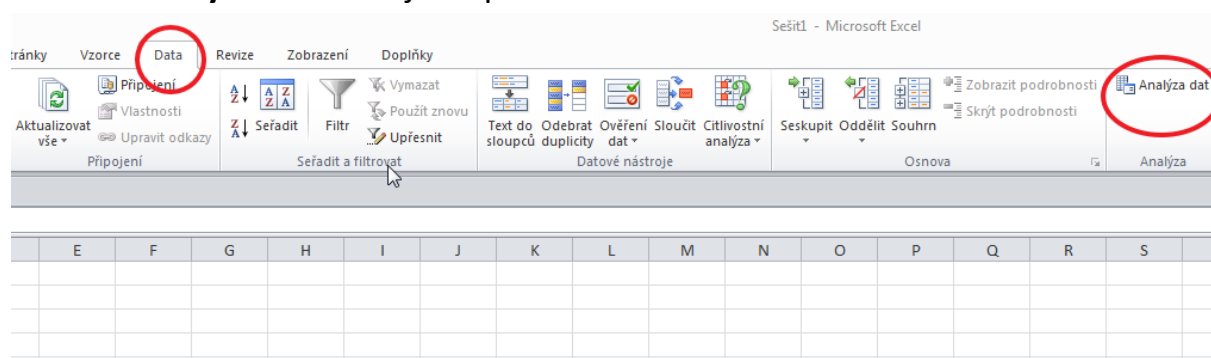 Sešit1 - Microsoft Excel
tránky Vzorce Data Revize Zobrazení Doplňky
Aktualizovat vše
Připojení
Vlastnosti
Upravit odkazy
Připojení
Seřadit
Filtr
Vymazat
Použít znovu
Upřesnit
Seřadit a filtrovat
Text do sloupců
Odebrat duplicity
Ověření dat
Sloučit
Citlivostní analýza
Datové nástroje
Seskupit
Oddělit
Souhrn
Zobrazit podrobnosti
Skrýt podrobnosti
Osnova
Analýza dat
Analýza
E F G H I J K L M N O P Q R S